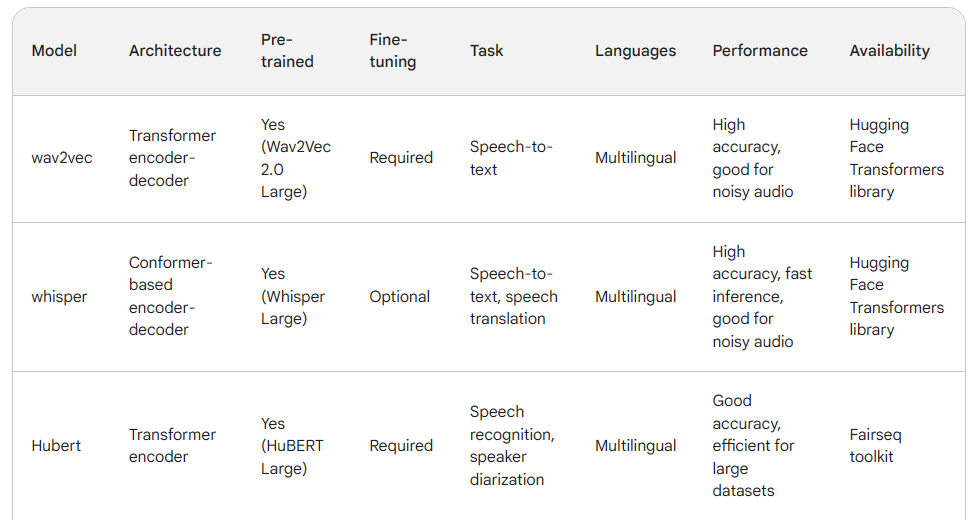 Model
Architecture
Pre-
trained
Fine-
tuning
Task
Languages
Performance
Availability
wav2vec
Transformer
encoder-
decoder
Yes
(Wav2Vec
2.0
Large)
Required
Speech-to-
text
Multilingual
High
accuracy,
good for
noisy audio
Hugging
Face
Transformers
library
whisper
Conformer-
based
encoder-
decoder
Yes
(Whisper
Large)
Optional
Speech-to-
text, speech
translation
Multilingual
High
accuracy, fast
inference,
good for
noisy audio
Hugging
Face
Transformers
library
Hubert
Transformer
encoder
Yes
(HuBERT
Large)
Required
Speech
recognition,
speaker
diarization
Multilingual
Good
accuracy,
efficient for
large
datasets
Fairseq
toolkit